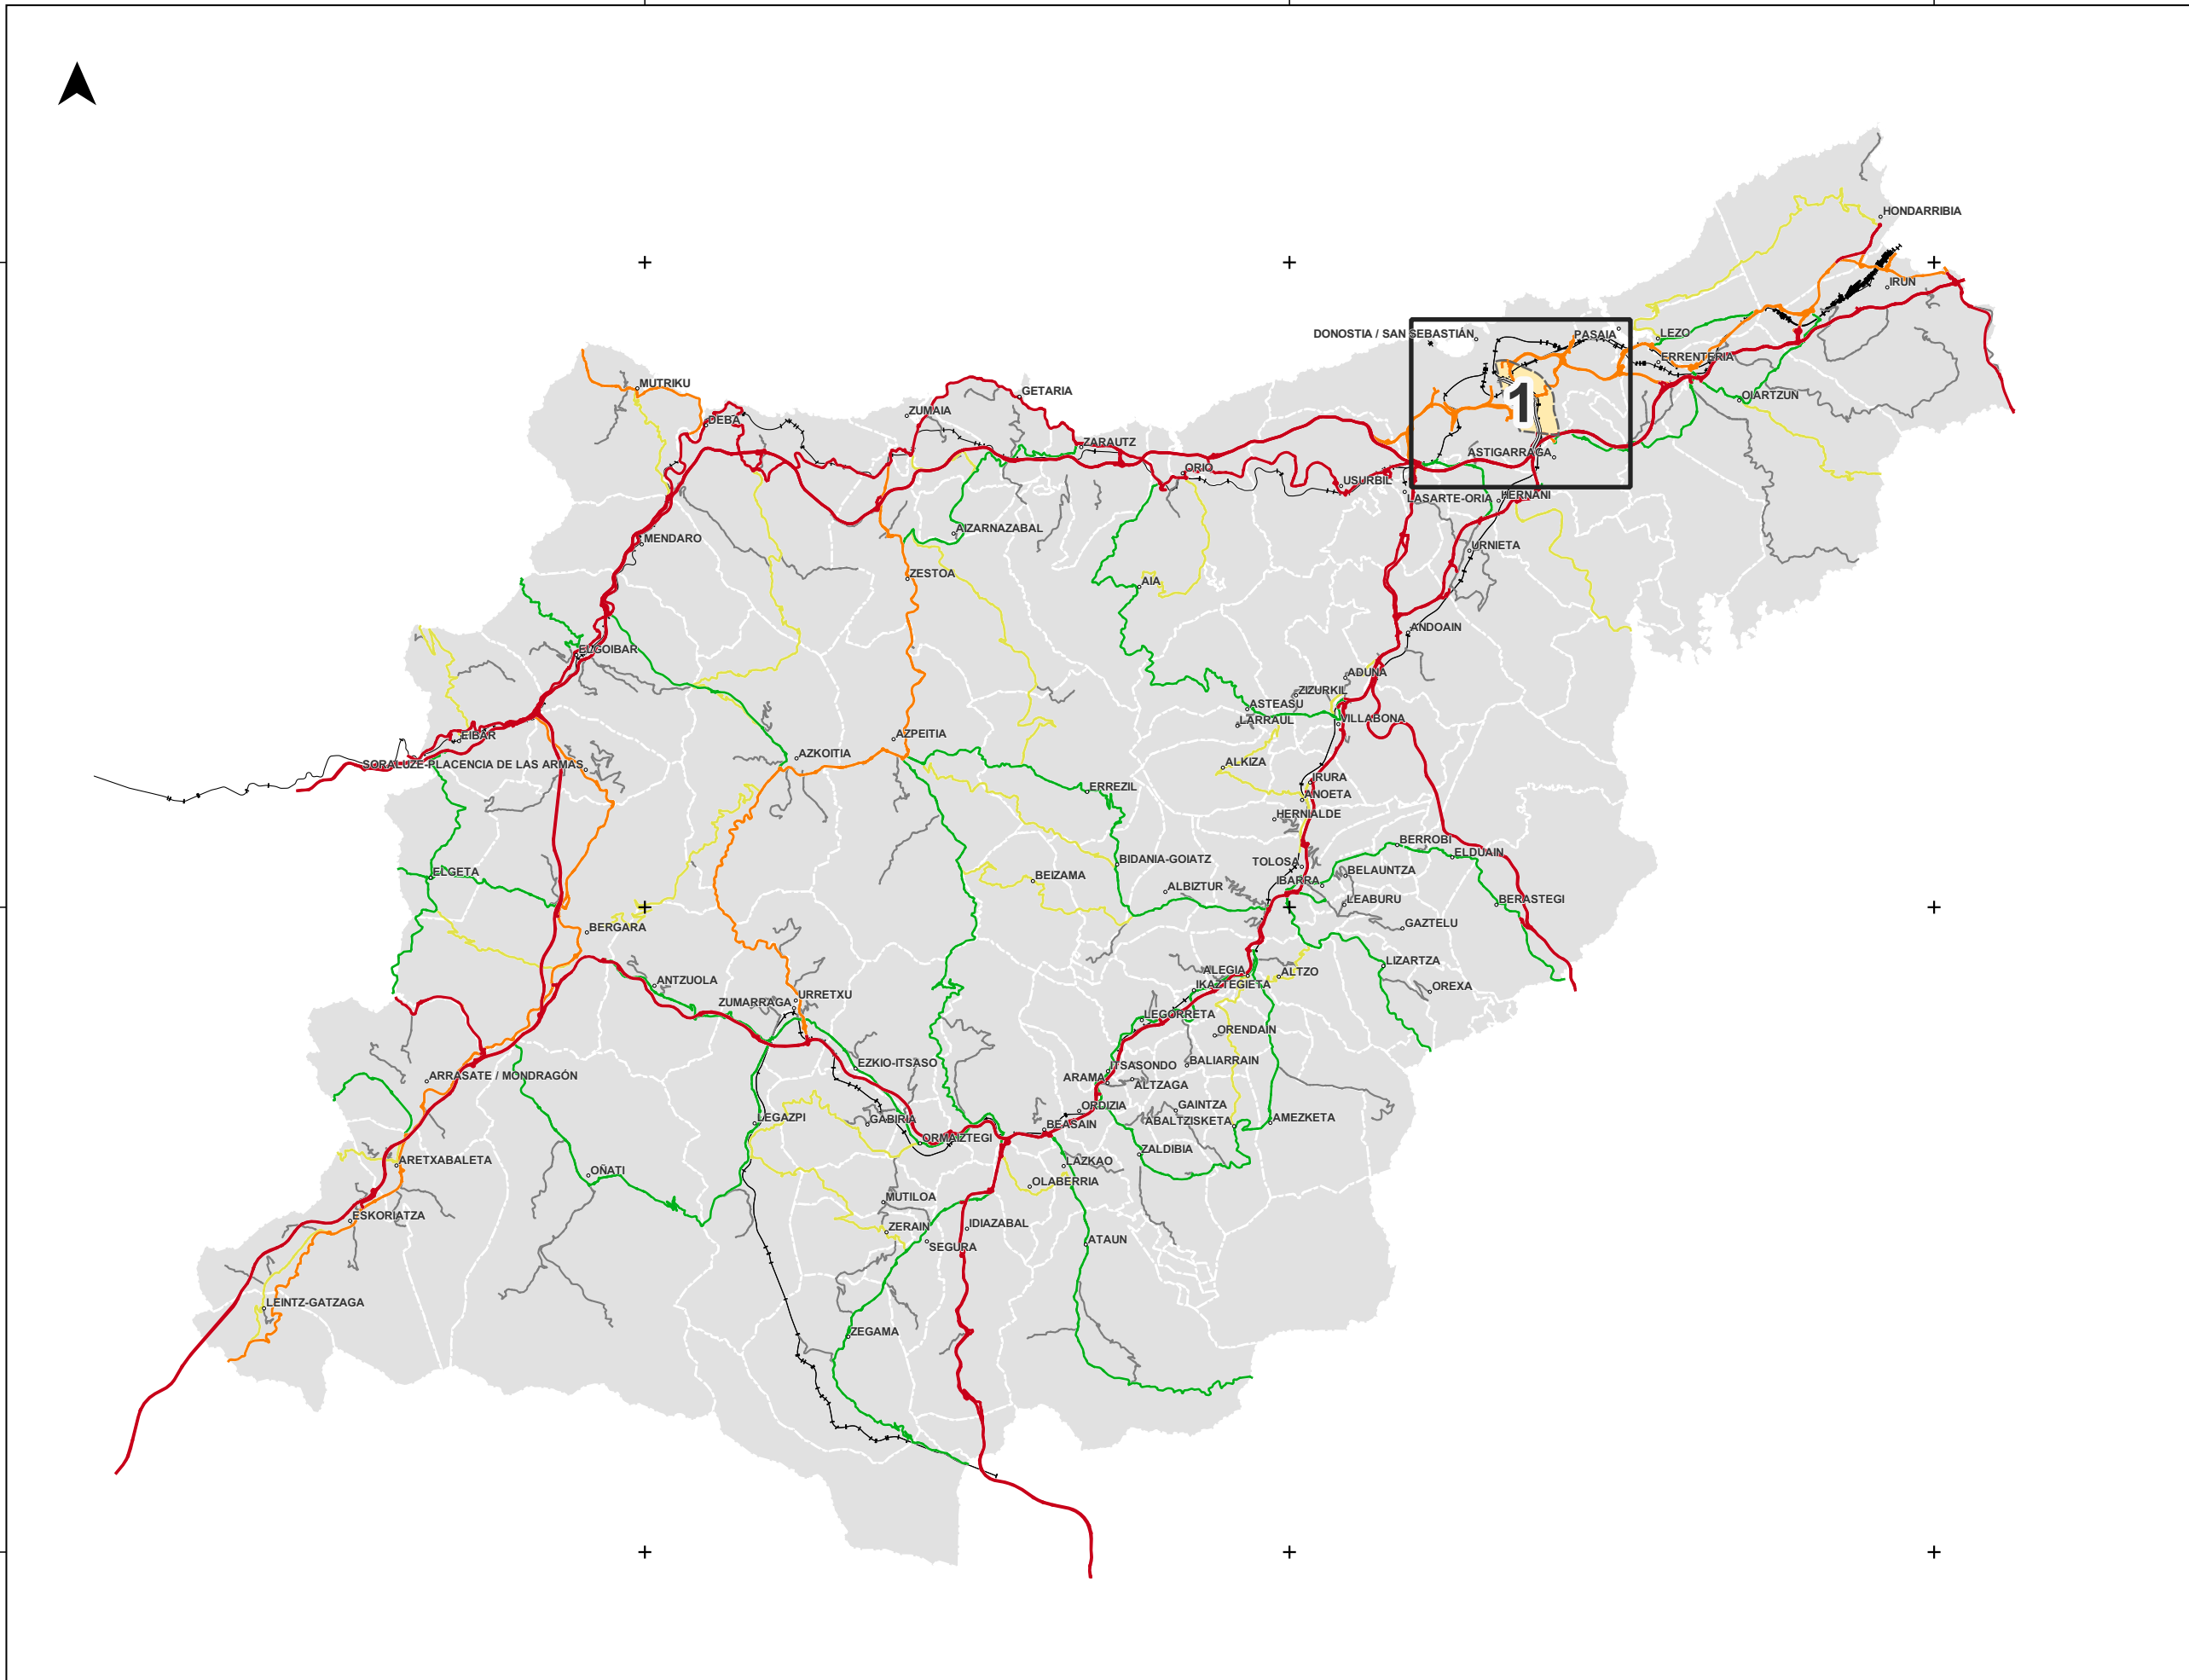 HONDARRIBIA
IRUN
DONOSTIA / SAN SEBASTIÁN
PASAIA
LEZO
ERRENTERIA
MUTRIKU
GETARIA
OIARTZUN
1
ZUMAIA
DEBA
ZARAUTZ
ASTIGARRAGA
ORIO
USURBIL
LASARTE-ORIA
HERNANI
AIZARNAZABAL
MENDARO
URNIETA
ZESTOA
AIA
ANDOAIN
ELGOIBAR
ADUNA
ZIZURKIL
ASTEASU
LARRAUL
VILLABONA
EIBAR
AZPEITIA
AZKOITIA
SORALUZE-PLACENCIA DE LAS ARMAS
ALKIZA
IRURA
ERREZIL
ANOETA
HERNIALDE
BERROBI
ELDUAIN
BIDANIA-GOIATZ
TOLOSA
ELGETA
BEIZAMA
BELAUNTZA
IBARRA
ALBIZTUR
LEABURU
BERASTEGI
BERGARA
GAZTELU
LIZARTZA
ALEGIA
ALTZO
ANTZUOLA
IKAZTEGIETA
OREXA
URRETXU
ZUMARRAGA
LEGORRETA
ORENDAIN
EZKIO-ITSASO
ITSASONDO
BALIARRAIN
ARRASATE / MONDRAGÓN
ARAMA
ALTZAGA
ORDIZIA
GAINTZA
LEGAZPI
GABIRIA
ABALTZISKETA
AMEZKETA
BEASAIN
ORMAIZTEGI
ZALDIBIA
ARETXABALETA
LAZKAO
OÑATI
OLABERRIA
MUTILOA
ESKORIATZA
ZERAIN
IDIAZABAL
SEGURA
ATAUN
LEINTZ-GATZAGA
ZEGAMA